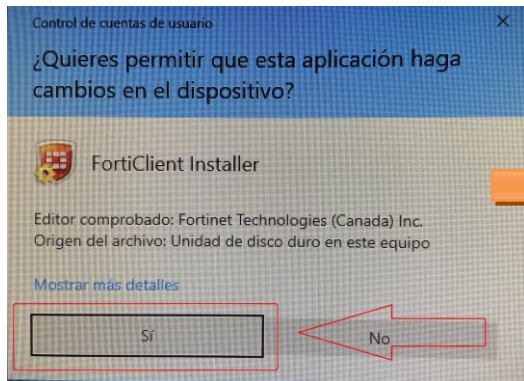 Control de cuentas de usuario
¿Quieres permitir que esta aplicación haga
cambios en el dispositivo?
FortiClient Installer
Editor comprobado: Fortinet Technologies (Canada) Inc.
Origen del archivo: Unidad de disco duro en este equipo
Mostrar más detalles
Sí
No